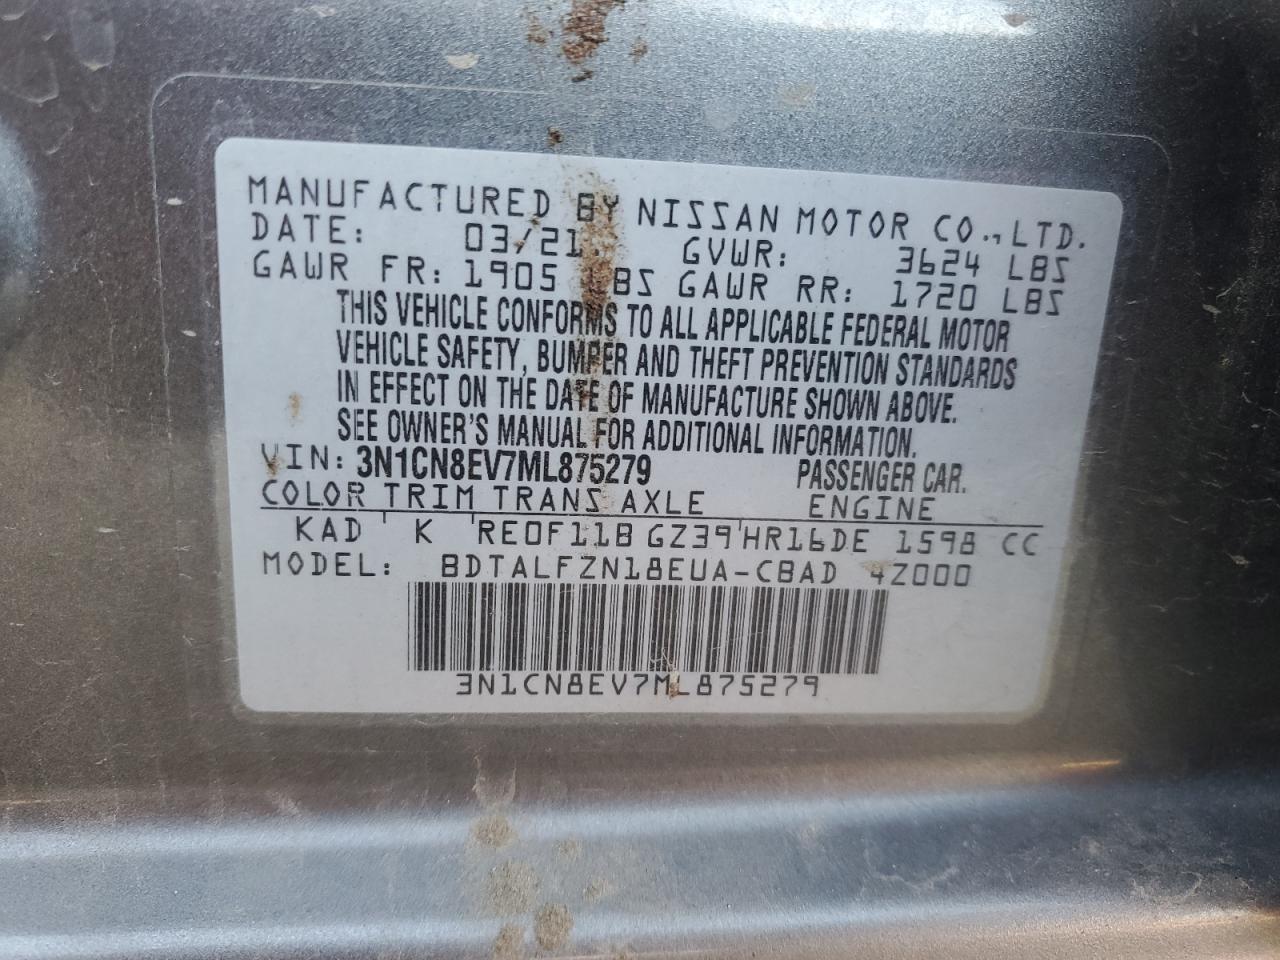 MANUFACTURED BY NISSAN MOTOR CO.,LTD.
DATE: 03/21 GVWR: 3624 LBS
GAWR FR: 1905 LBS GAWR RR: 1720 LBS
THIS VEHICLE CONFORMS TO ALL APPLICABLE FEDERAL MOTOR
VEHICLE SAFETY, BUMPER AND THEFT PREVENTION STANDARDS
IN EFFECT ON THE DATE OF MANUFACTURE SHOWN ABOVE.
SEE OWNER'S MANUAL FOR ADDITIONAL INFORMATION.
VIN: 3N1CN8EV7ML875279 PASSENGER CAR.
COLOR TRIM TRANS AXLE ENGINE
KAD K RE0F11B GZ39 HR16DE 1598 CC
MODEL: BDTALFZN18EUA-CBAD 4Z000
3N1CN8EV7ML875279